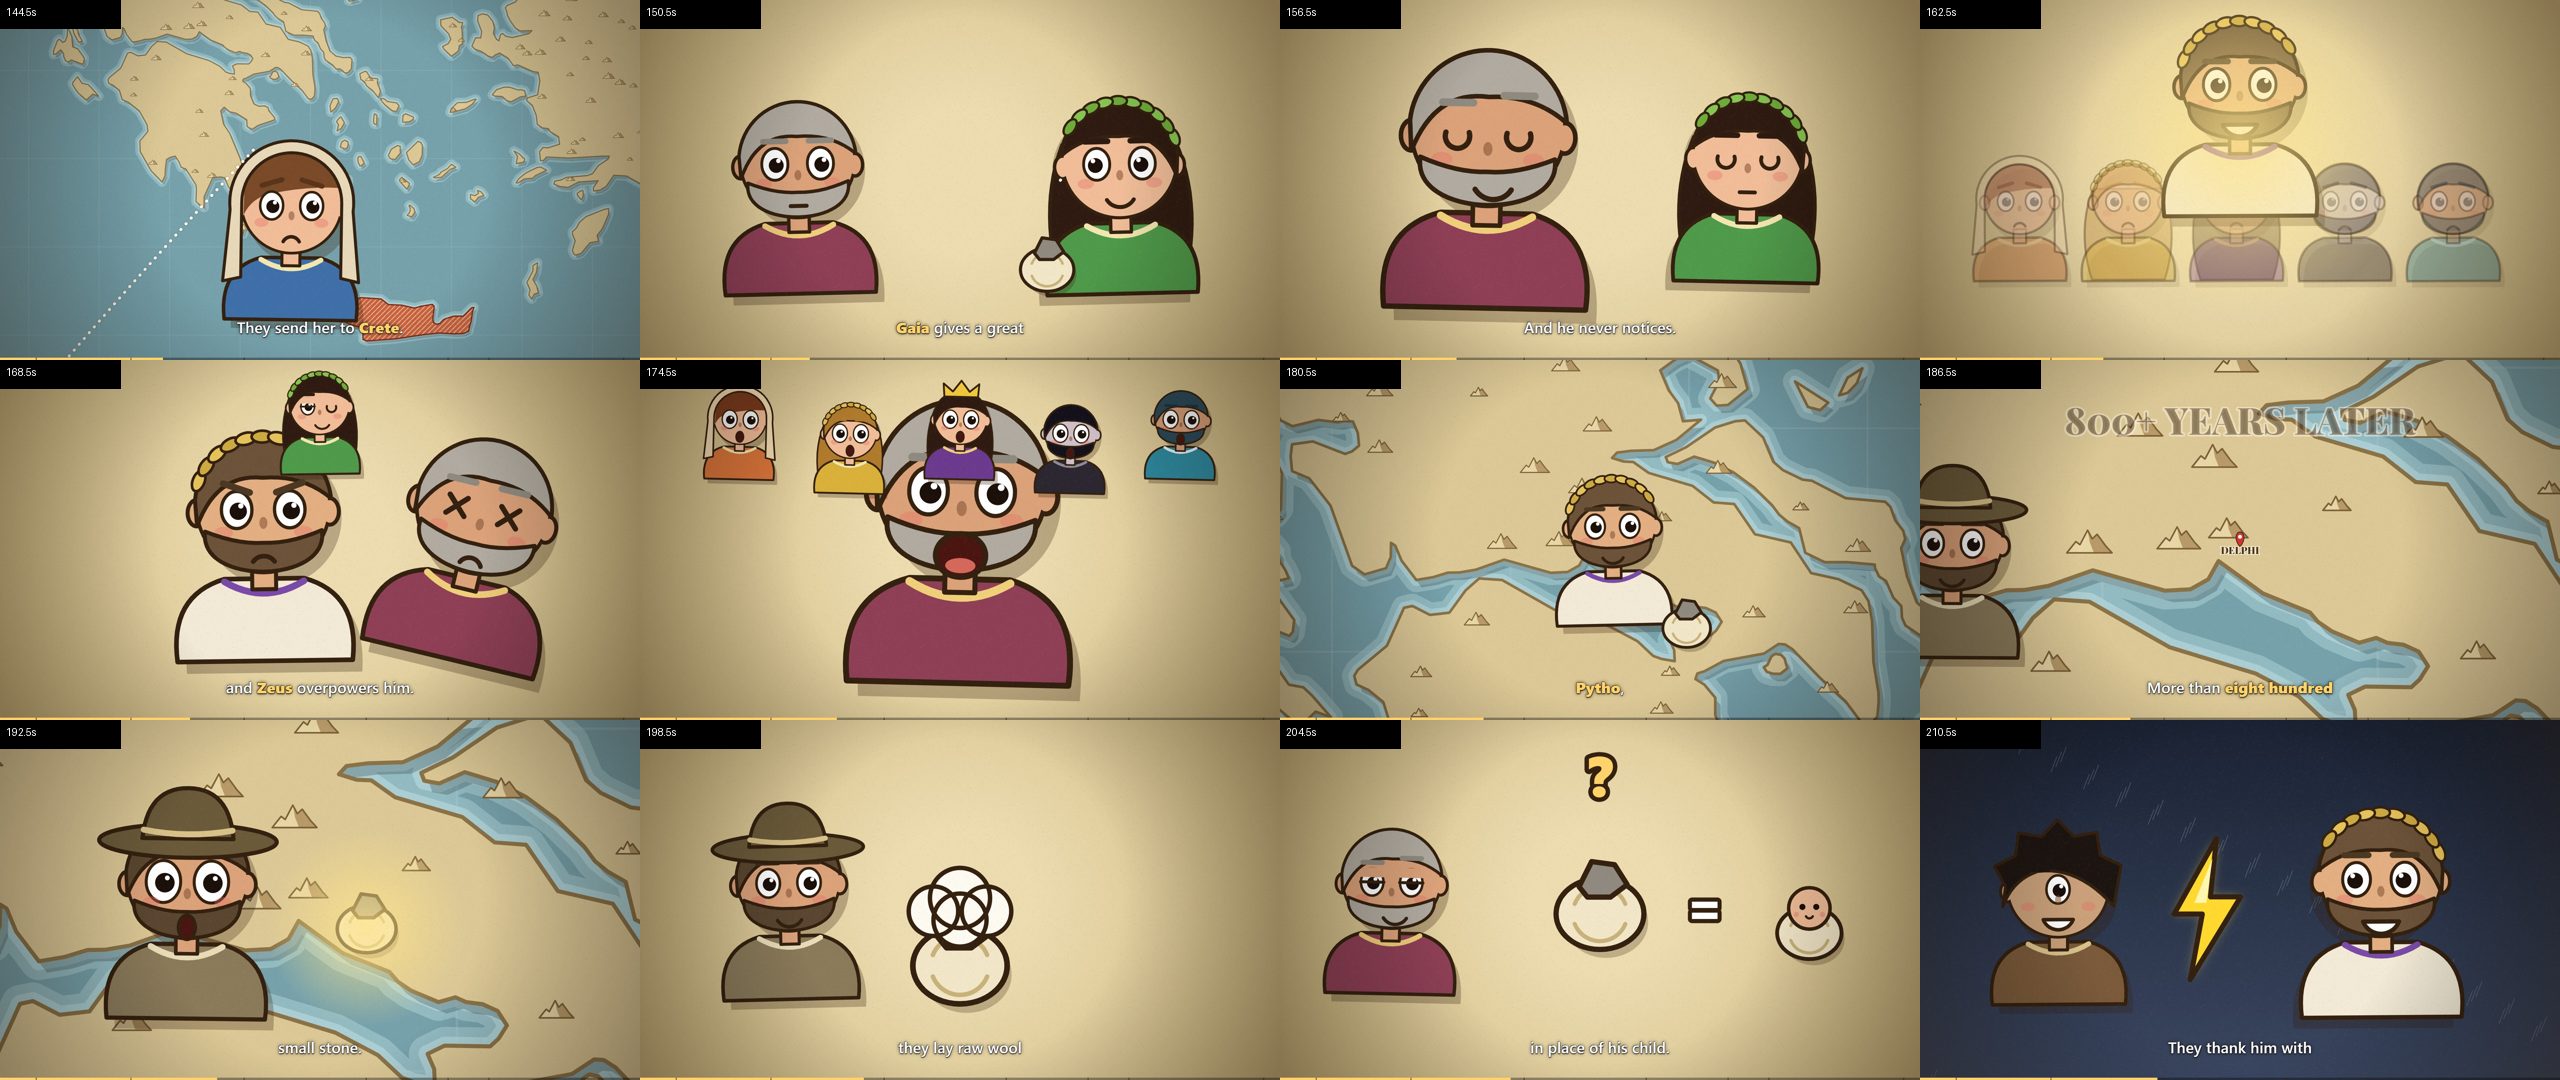 144.5s
They send her to Crete.
150.5s
Gaia gives a great
156.5s
And he never notices.
162.5s
168.5s
and Zeus overpowers him.
174.5s
180.5s
Pytho,
186.5s
800+ YEARS LATER
DELPHI
More than eight hundred
192.5s
small stone.
198.5s
they lay raw wool
204.5s
?
=
in place of his child.
210.5s
They thank him with